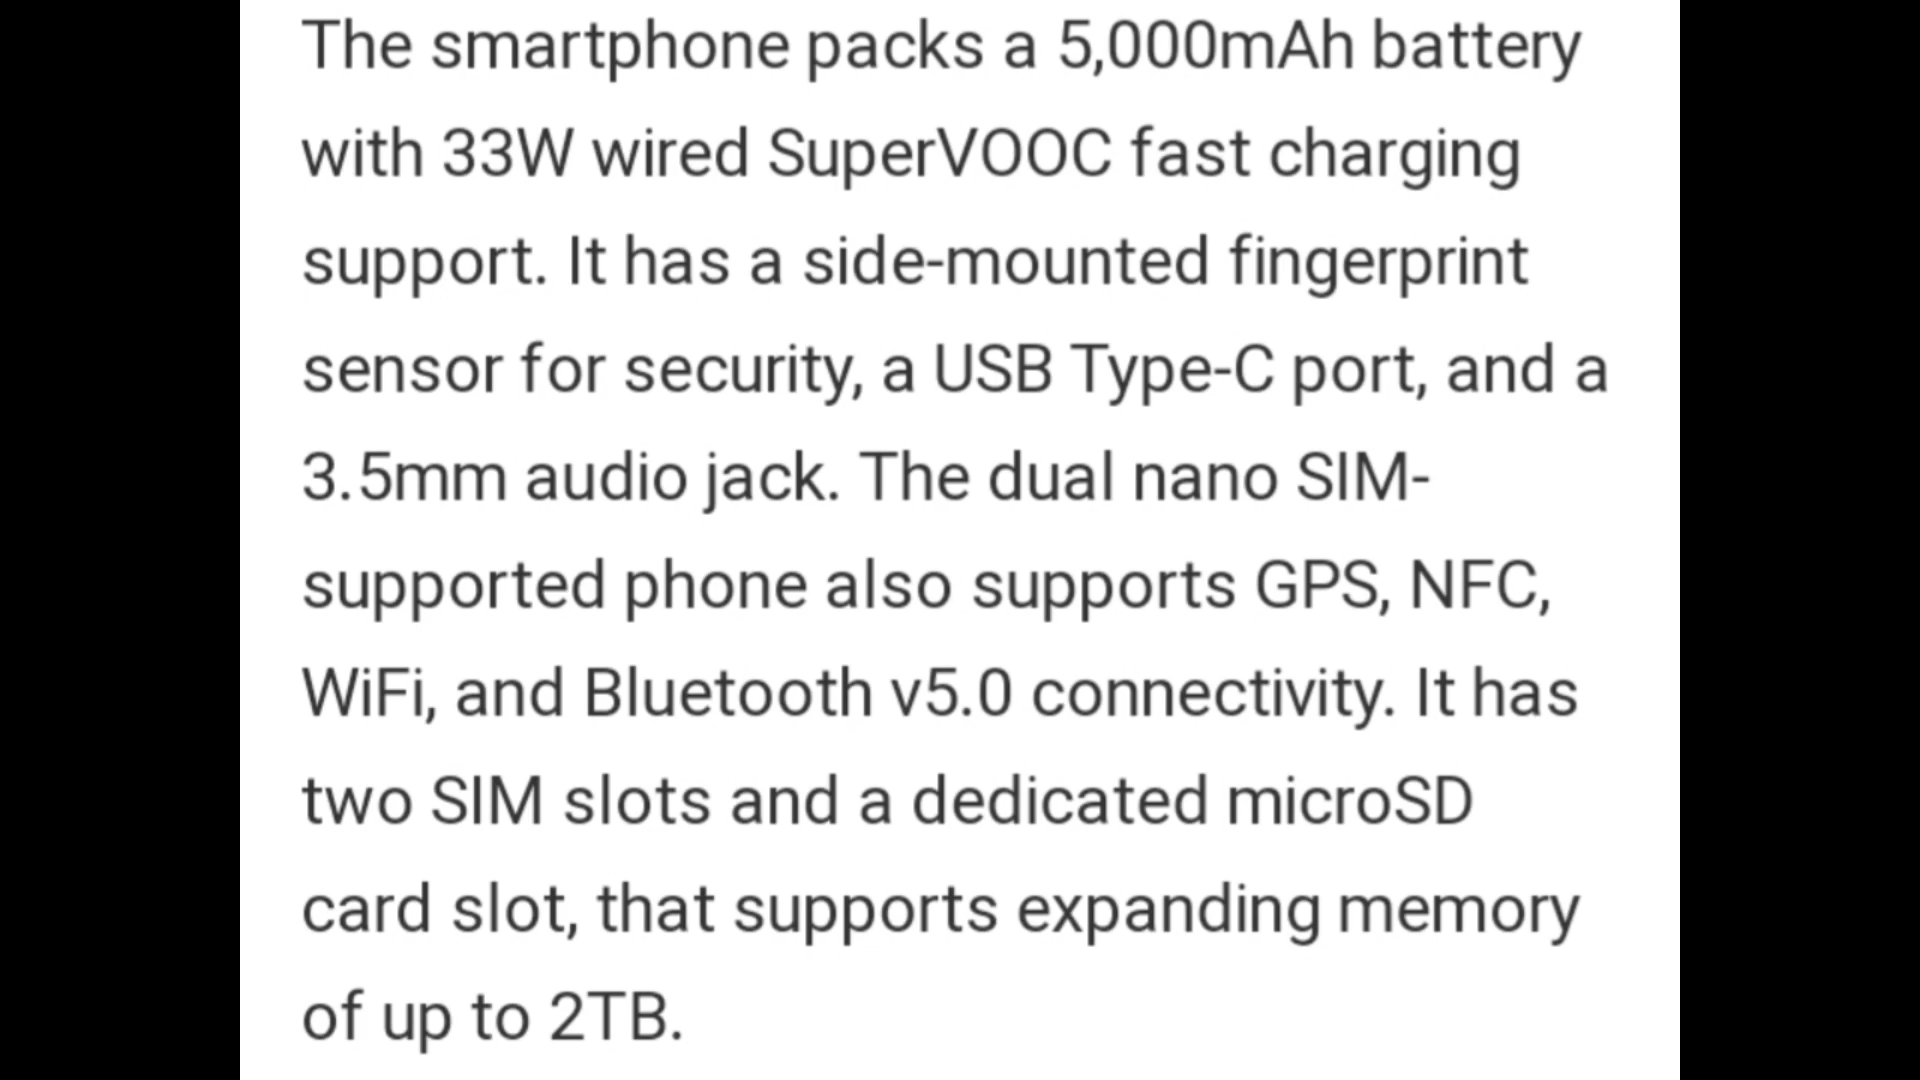 The smartphone packs a 5,000mAh battery
with 33W wired SuperVOOC fast charging
support. It has a side-mounted fingerprint
sensor for security, a USB Type-C port, and a
3.5mm audio jack. The dual nano SIM-
supported phone also supports GPS, NFC,
WiFi, and Bluetooth v5.0 connectivity. It has
two SIM slots and a dedicated microSD
card slot, that supports expanding memory
of up to 2TB.